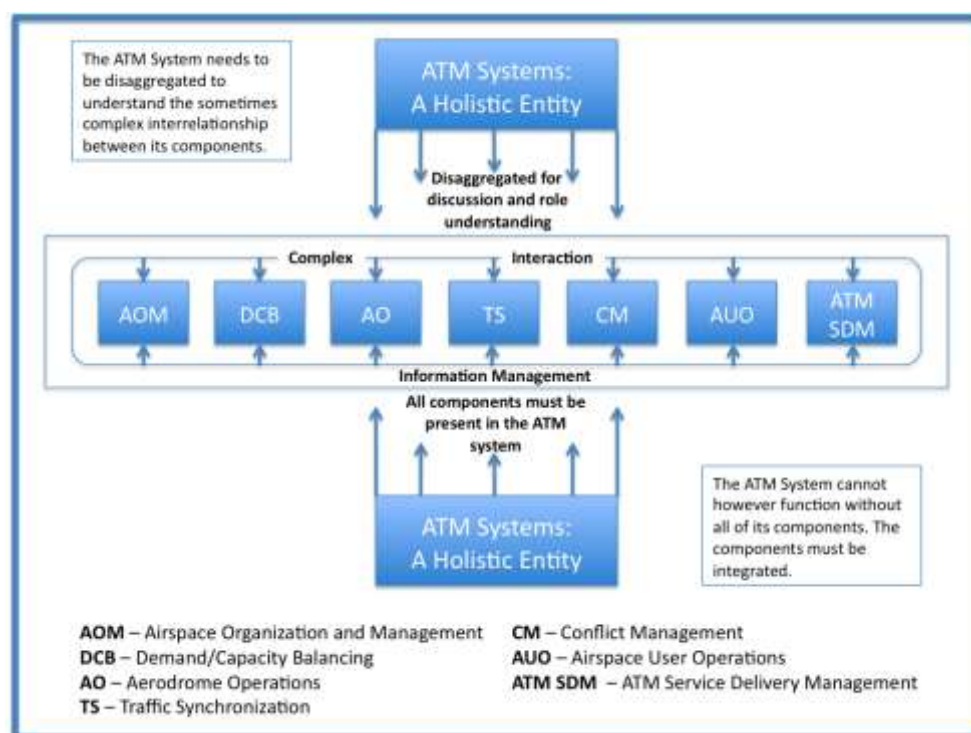 The ATM System needs to
be disaggregated to
understand the sometimes
complex interrelationship
between its components.
ATM Systems:
A Holistic Entity
Disaggregated for
discussion and role
understanding
Complex
Interaction
AOM
DCB
AO
TS
CM
AUO
ATM
SDM
Information Management
All components must be
present in the ATM
system
ATM Systems:
A Holistic Entity
The ATM System cannot
however function without
all of its components. The
components must be
integrated.
AOM – Airspace Organization and Management
DCB – Demand/Capacity Balancing
AO – Aerodrome Operations
TS – Traffic Synchronization
CM – Conflict Management
AUO – Airspace User Operations
ATM SDM – ATM Service Delivery Management